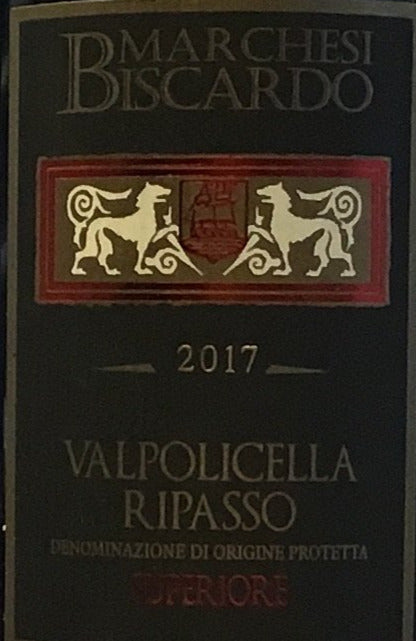 MARCHESI
BISCARDO
2017
VALPOLICELLA
RIPASSO
DENOMINAZIONE DI ORIGINE PROTETTA
SUPERIORE